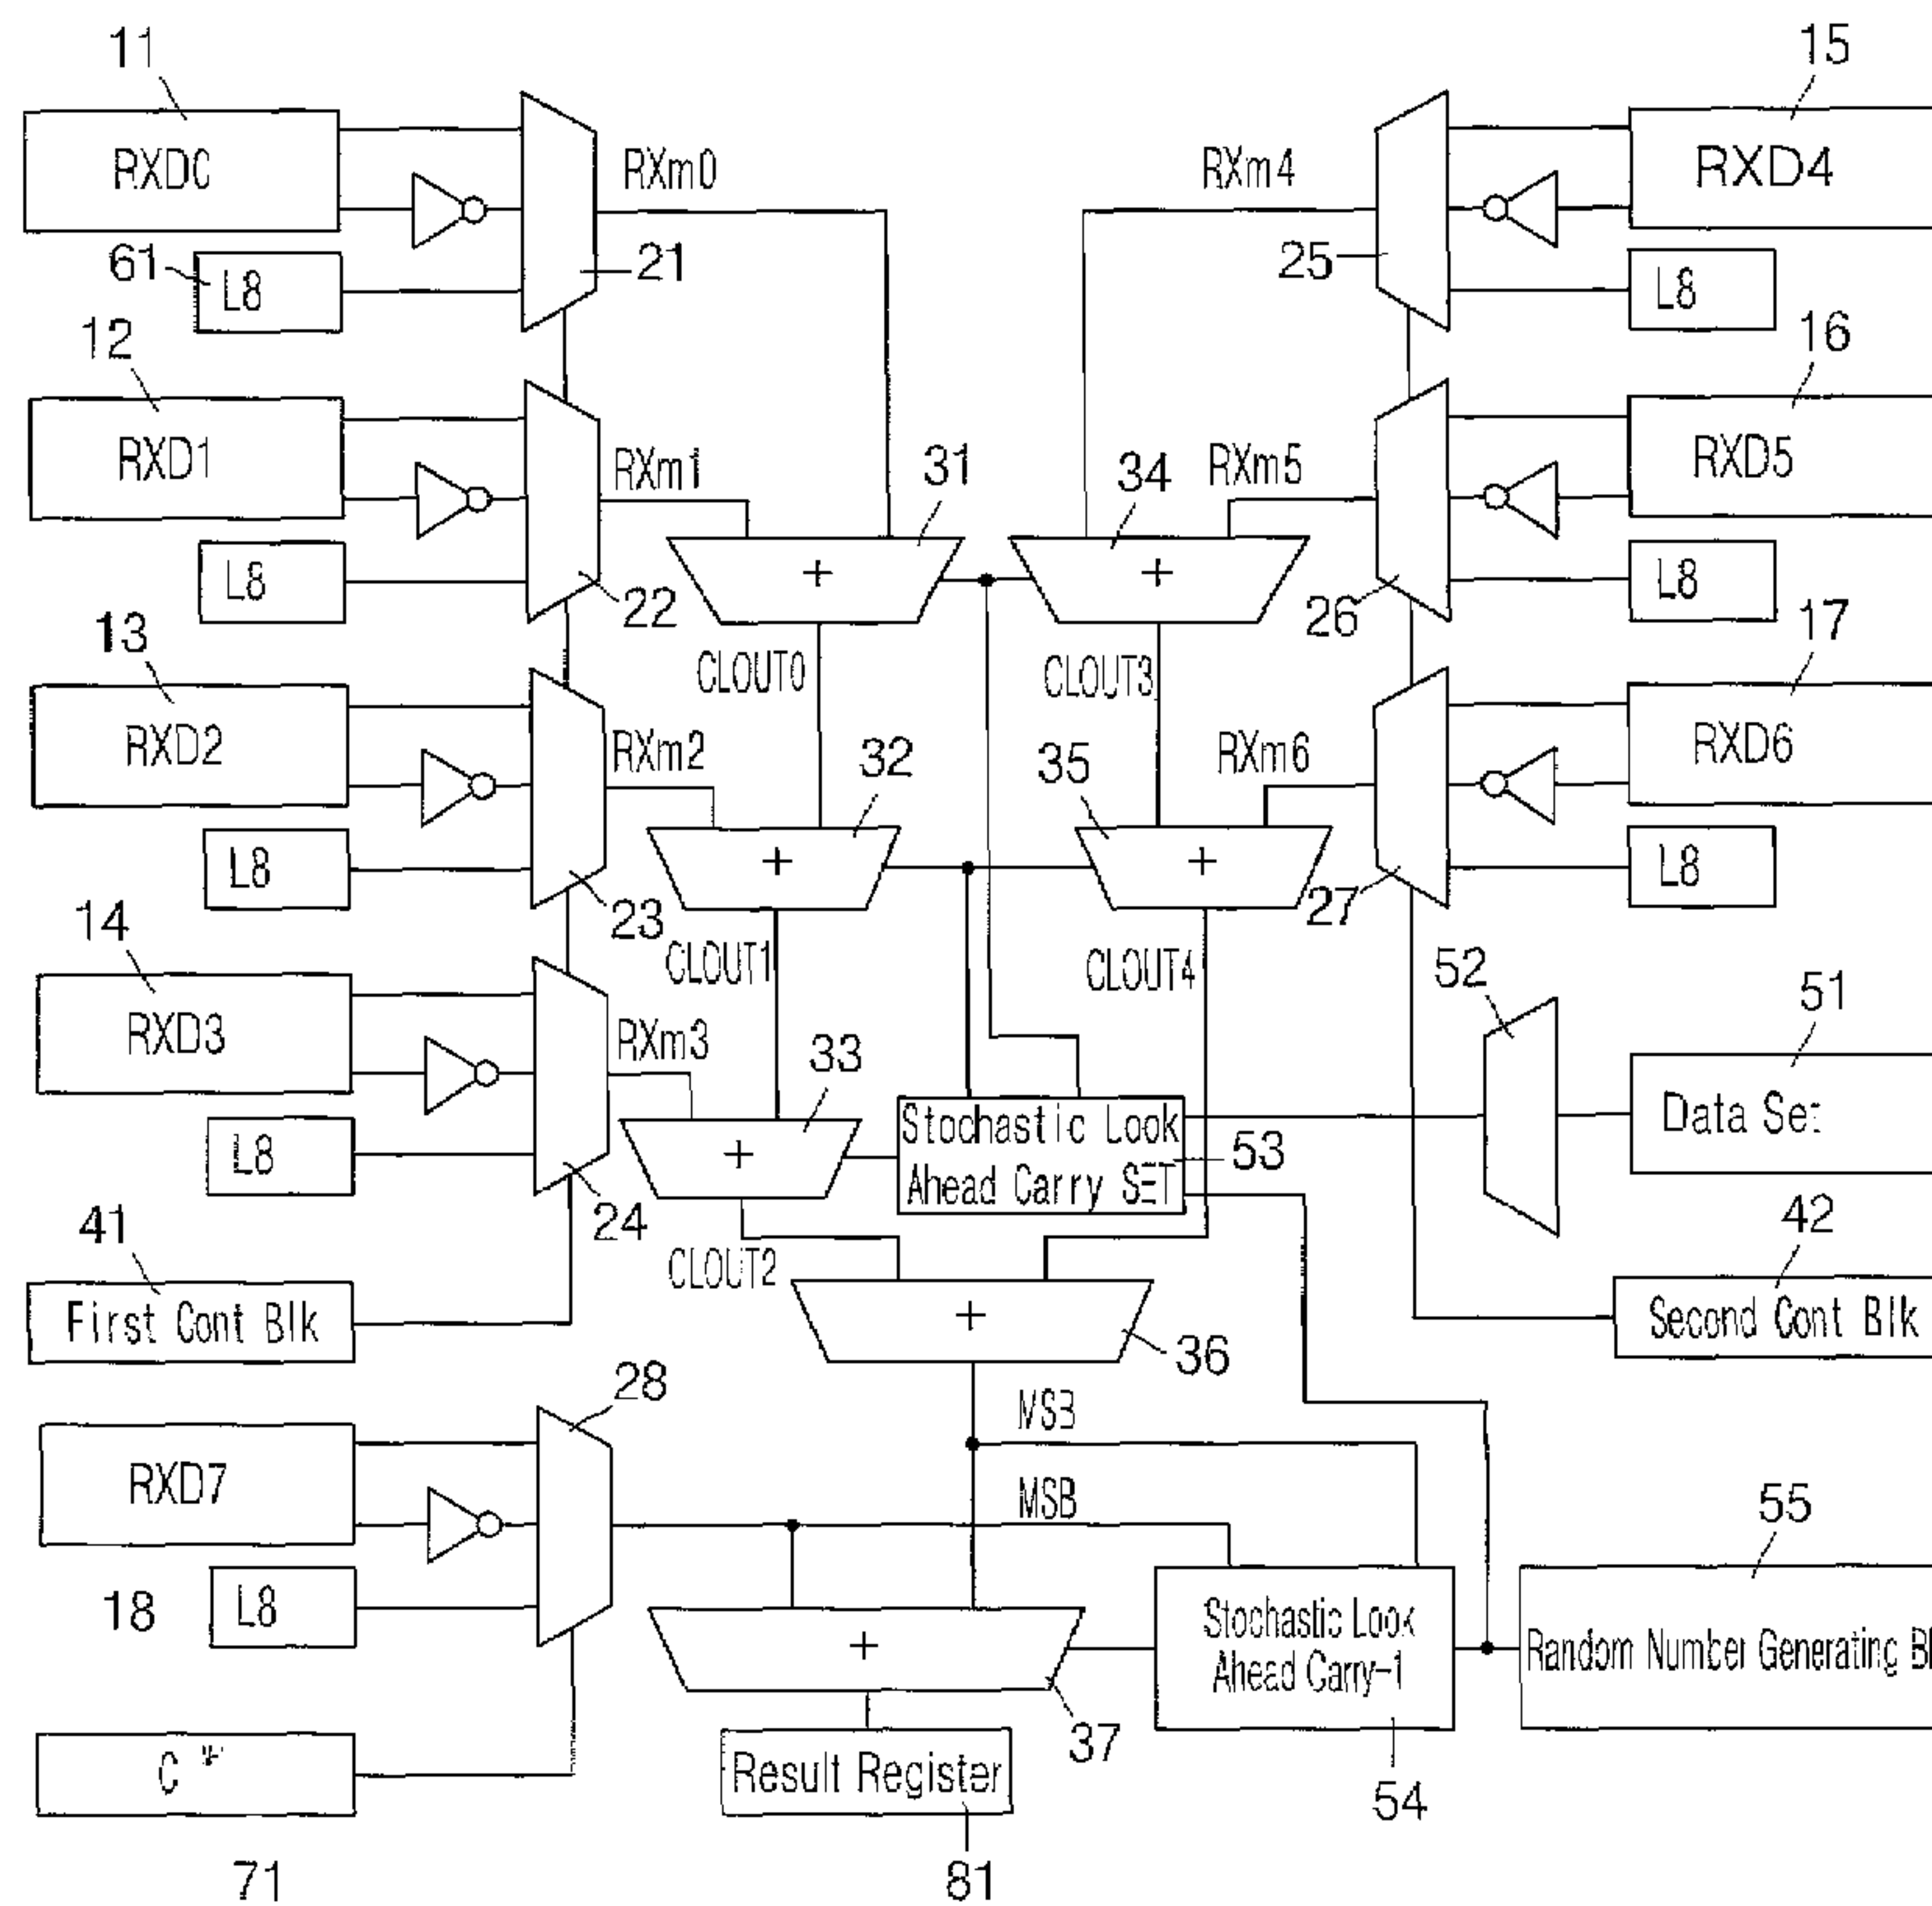 11
RXD0
61
L8
21
RXm0
RXm4
25
15
RXD4
L8
12
RXD1
L8
22
RXm1
31
34
RXm5
26
16
RXD5
L8
13
RXD2
L8
23
RXm2
CLOUT0
32
+
+
CLOUT3
35
RXm6
27
17
RXD6
L8
14
RXD3
L8
24
RXm3
CLOUT1
33
+
+
CLOUT4
Stochastic Look
Ahead Carry SET
53
52
51
Data Set
41
First Cont Blk
+
CLOUT2
+
36
42
Second Cont Blk
28
RXD7
18
L8
MSB
MSB
+
37
Stochastic Look
Ahead Carry-1
54
55
Random Number Generating Bl
C
71
Result Register
81